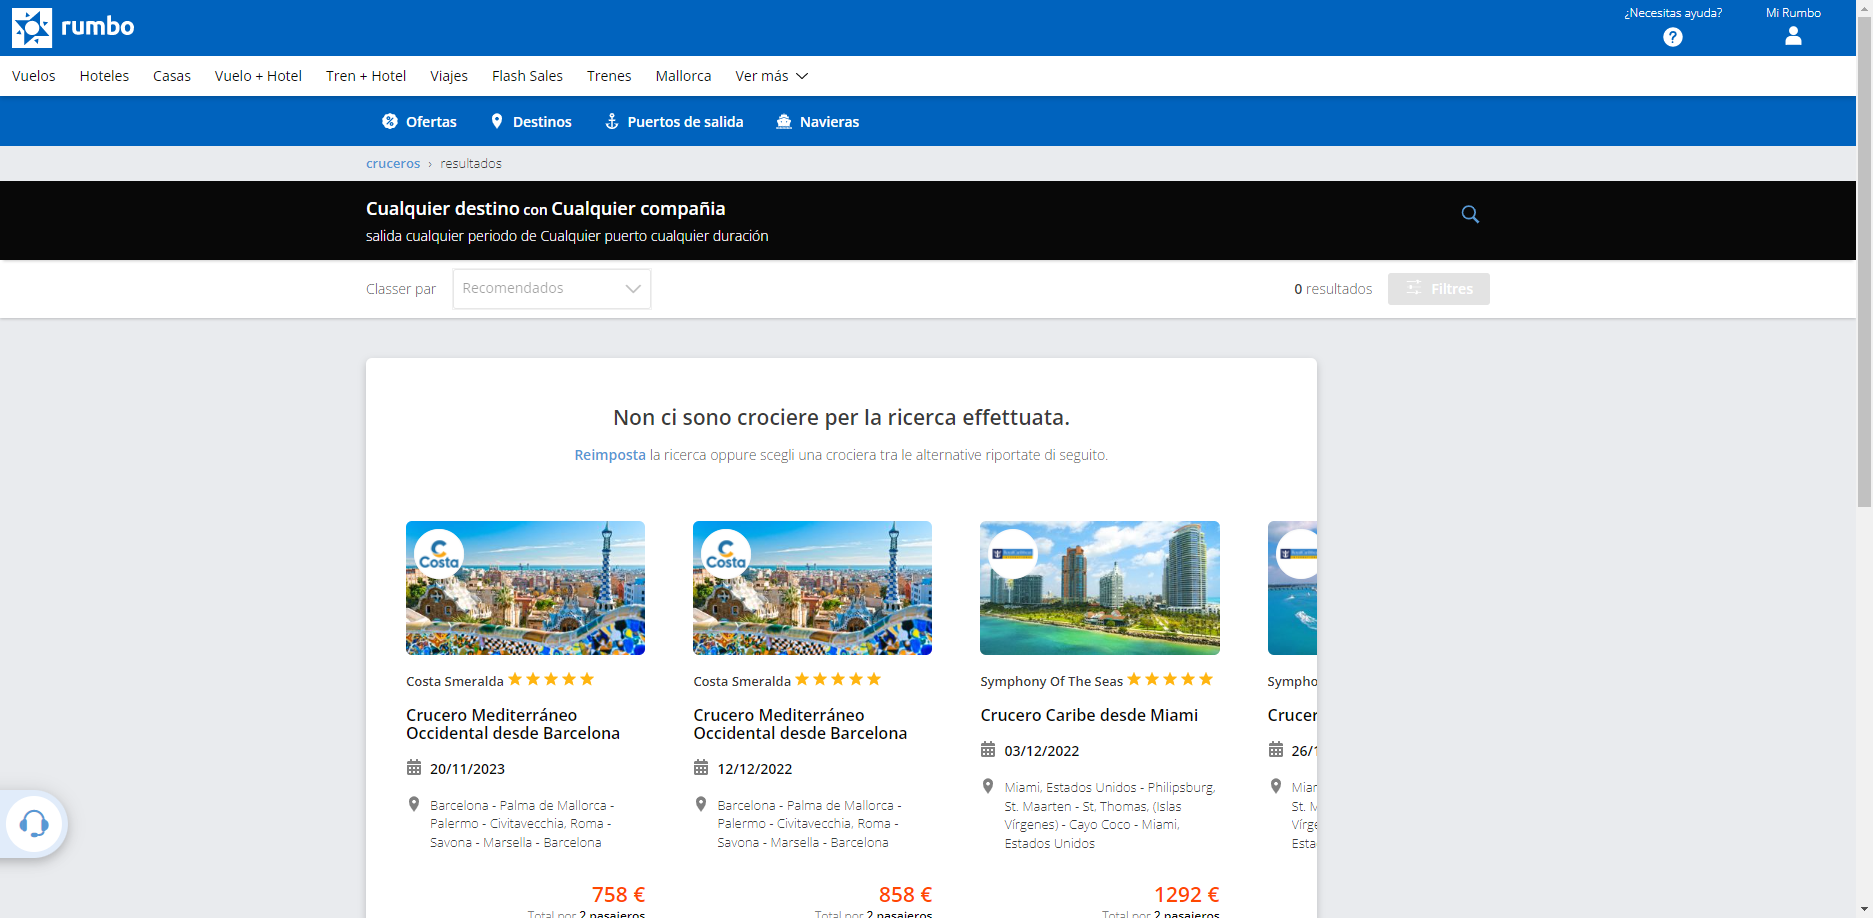 rumbo
¿Necesitas ayuda?
Mi Rumbo
Vuelos Hoteles Casas Vuelo + Hotel Tren + Hotel Viajes Flash Sales Trenes Mallorca Ver más
Ofertas Destinos Puertos de salida Navieras
cruceros › resultados
Cualquier destino con Cualquier compañia
salida cualquier periodo de Cualquier puerto cualquier duración
Classer par Recomendados
0 resultados Filtres
Non ci sono crociere per la ricerca effettuata.
Reimposta la ricerca oppure scegli una crociera tra le alternative riportate di seguito.
Costa
Costa Smeralda
Crucero Mediterráneo
Occidental desde Barcelona
20/11/2023
Barcelona - Palma de Mallorca -
Palermo - Civitavecchia, Roma -
Savona - Marsella - Barcelona
758 €
Total por 2 pasajeros
Costa
Costa Smeralda
Crucero Mediterráneo
Occidental desde Barcelona
12/12/2022
Barcelona - Palma de Mallorca -
Palermo - Civitavecchia, Roma -
Savona - Marsella - Barcelona
858 €
Total por 2 pasajeros
Symphony Of The Seas
Crucero Caribe desde Miami
03/12/2022
Miami, Estados Unidos - Philipsburg,
St. Maarten - St, Thomas, (Islas
Vírgenes) - Cayo Coco - Miami,
Estados Unidos
1292 €
Total por 2 pasajeros
Sympho
Crucer
26/1
Miar
St. M
Vírge
Esta